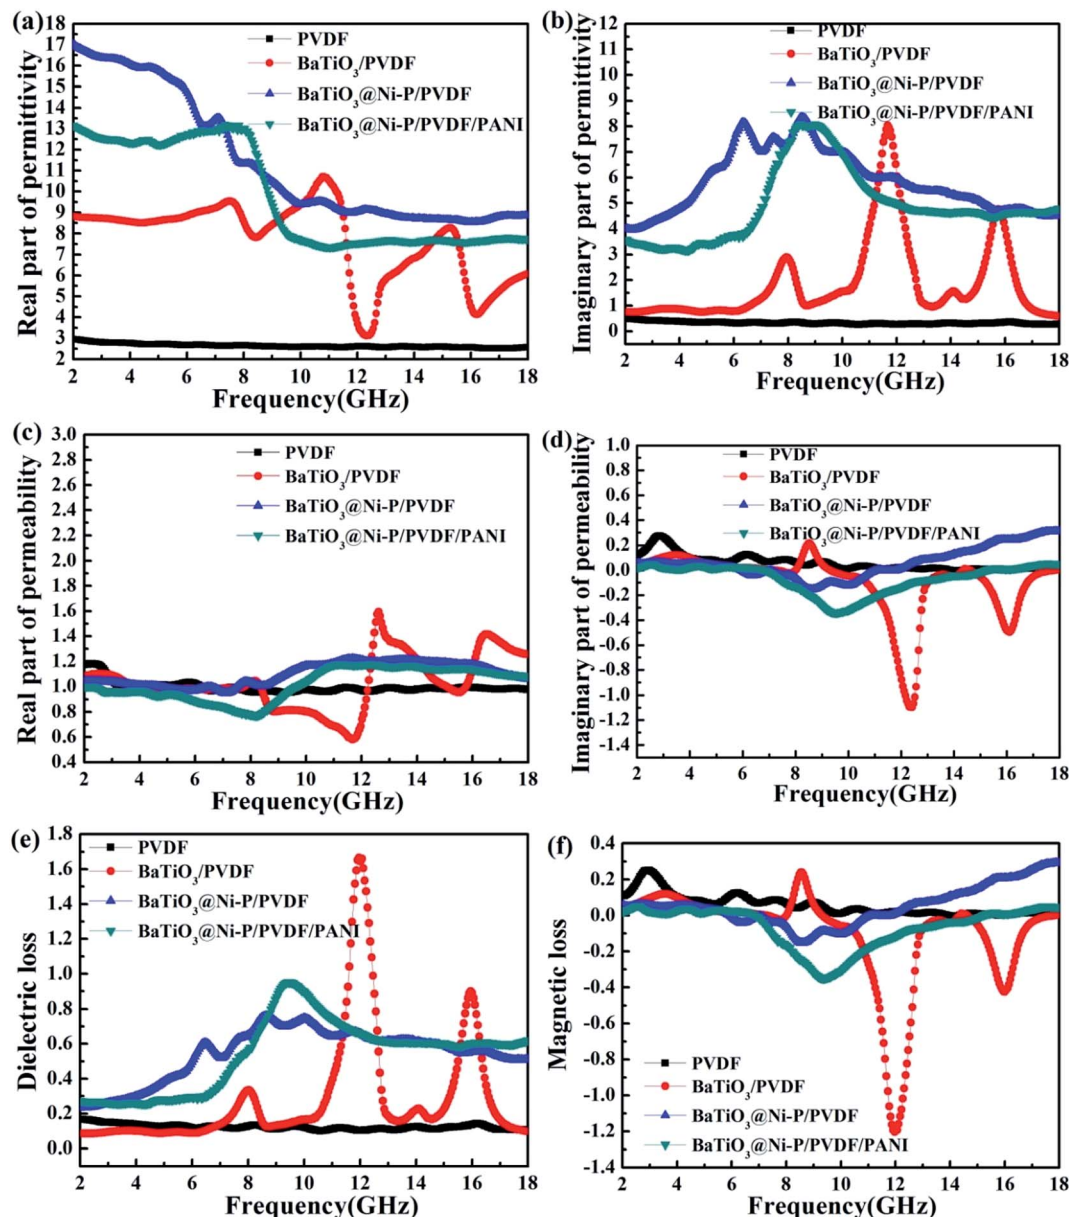 (a)
Real part of permittivity
18
17
16
15
14
13
12
11
10
9
8
7
6
5
4
3
2
PVDF
BaTiO3/PVDF
BaTiO3@Ni-P/PVDF
BaTiO3@Ni-P/PVDF/PANI
2 4 6 8 10 12 14 16 18
Frequency(GHz)
(b)
Imaginary part of permittivity
12
11
10
9
8
7
6
5
4
3
2
1
0
PVDF
BaTiO3/PVDF
BaTiO3@Ni-P/PVDF
BaTiO3@Ni-P/PVDF/PANI
2 4 6 8 10 12 14 16 18
Frequency(GHz)
(c)
Real part of permeability
3.0
2.8
2.6
2.4
2.2
2.0
1.8
1.6
1.4
1.2
1.0
0.8
0.6
0.4
PVDF
BaTiO3/PVDF
BaTiO3@Ni-P/PVDF
BaTiO3@Ni-P/PVDF/PANI
2 4 6 8 10 12 14 16 18
Frequency(GHz)
(d)
Imaginary part of permeability
1.0
0.8
0.6
0.4
0.2
0.0
-0.2
-0.4
-0.6
-0.8
-1.0
-1.2
-1.4
PVDF
BaTiO3/PVDF
BaTiO3@Ni-P/PVDF
BaTiO3@Ni-P/PVDF/PANI
2 4 6 8 10 12 14 16 18
Frequency(GHz)
(e)
Dielectric loss
1.8
1.6
1.4
1.2
1.0
0.8
0.6
0.4
0.2
0.0
PVDF
BaTiO3/PVDF
BaTiO3@Ni-P/PVDF
BaTiO3@Ni-P/PVDF/PANI
2 4 6 8 10 12 14 16 18
Frequency(GHz)
(f)
Magnetic loss
0.4
0.2
0.0
-0.2
-0.4
-0.6
-0.8
-1.0
-1.2
-1.4
PVDF
BaTiO3/PVDF
BaTiO3@Ni-P/PVDF
BaTiO3@Ni-P/PVDF/PANI
2 4 6 8 10 12 14 16 18
Frequency(GHz)